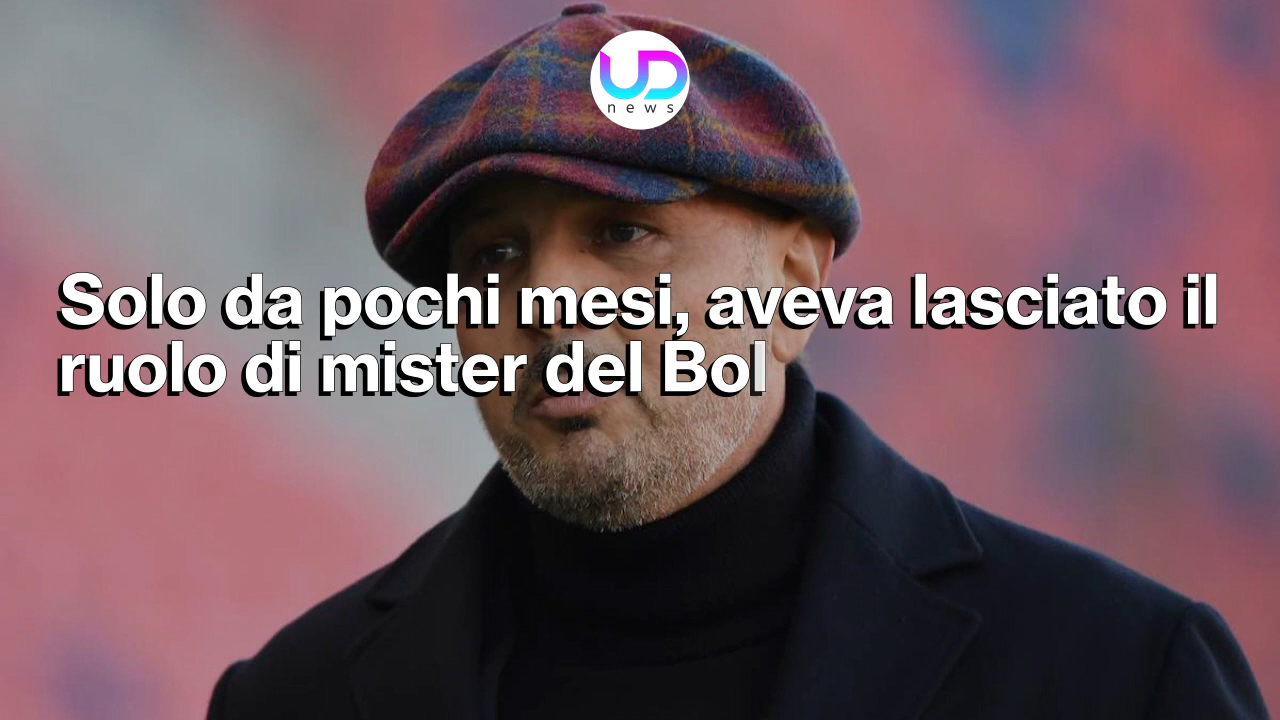 UD
news
Solo da pochi mesi, aveva lasciato il
ruolo di mister del Bol